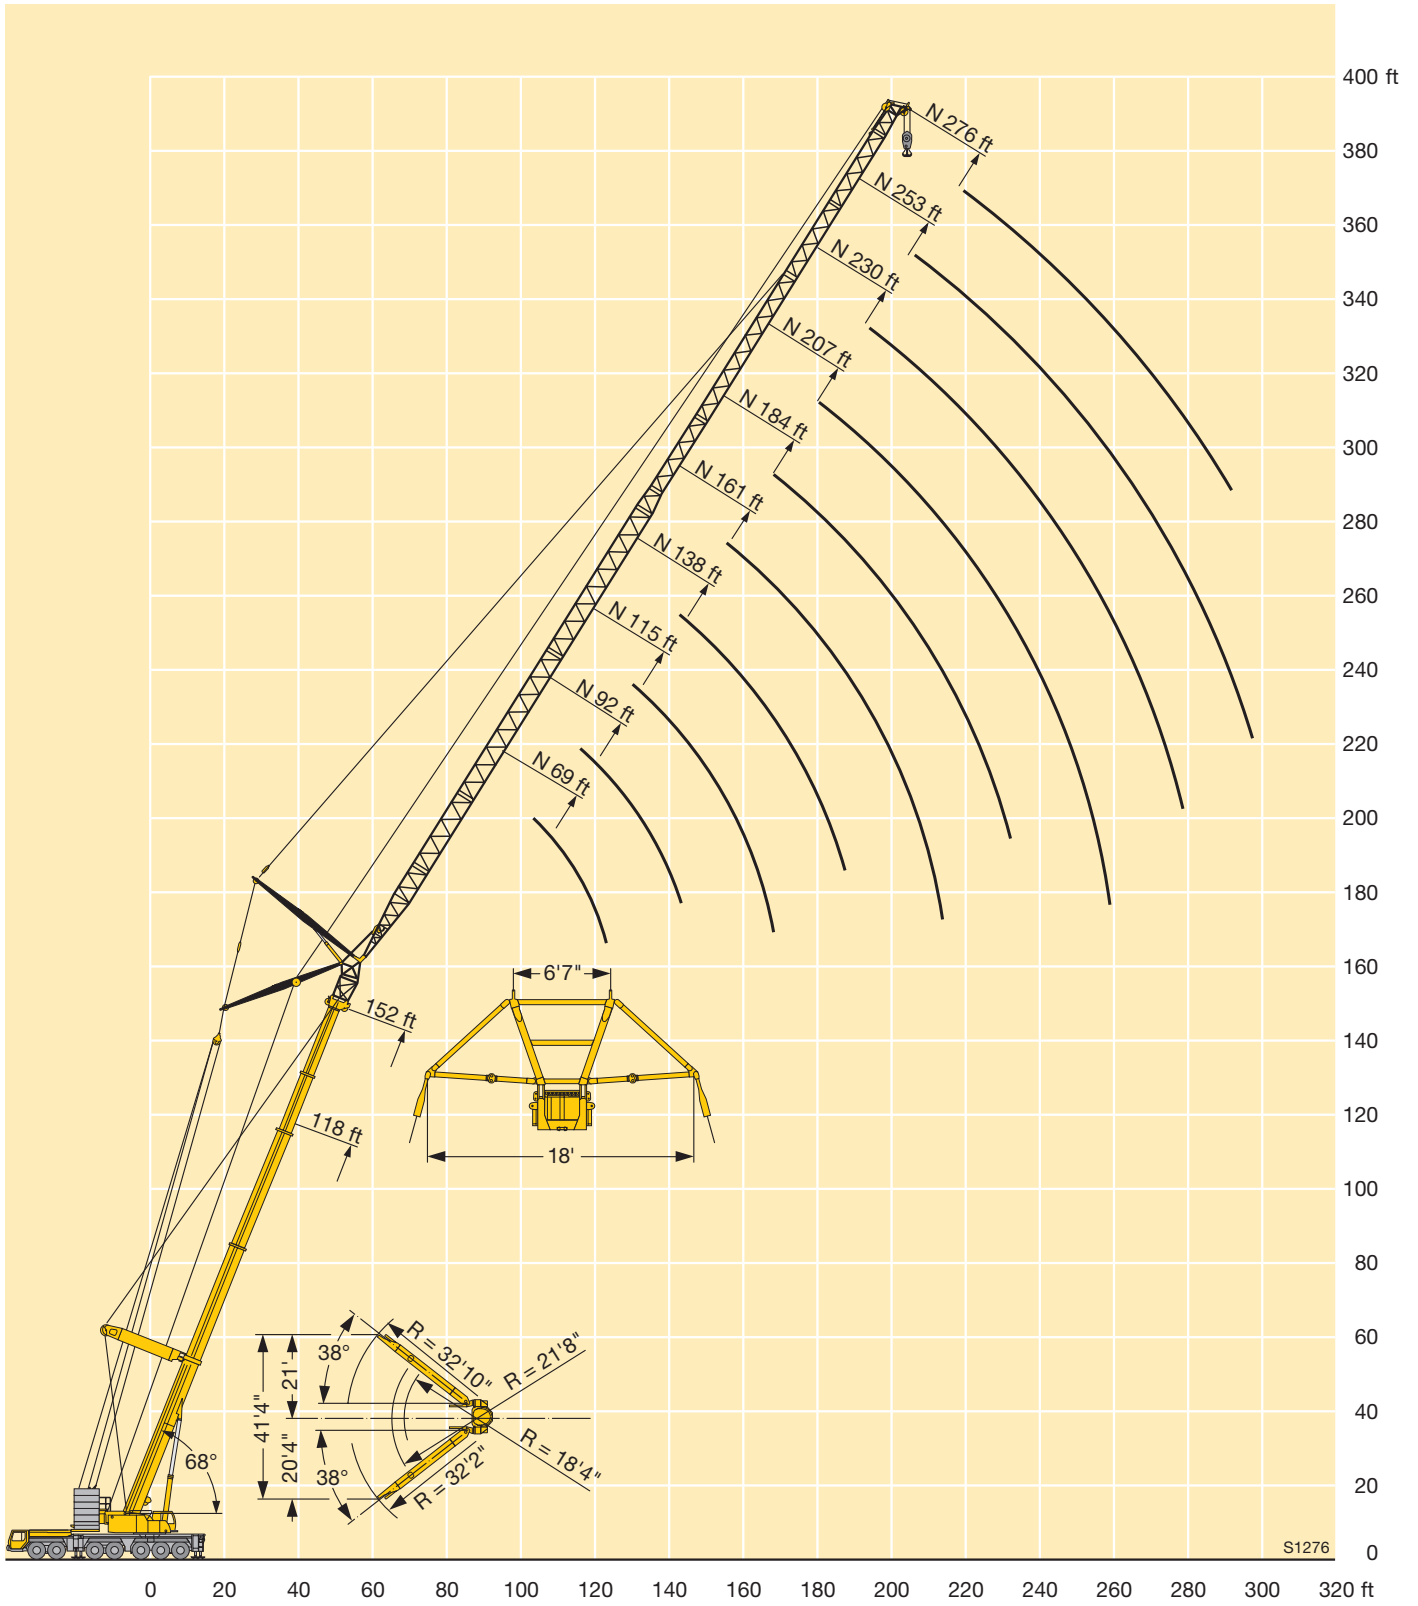 400 ft
N 276 ft
380
N 253 ft
360
N 230 ft
340
N 207 ft
320
N 184 ft
300
N 161 ft
280
N 138 ft
260
N 115 ft
240
N 92 ft
220
N 69 ft
200
180
160
6'7"
152 ft
140
118 ft
120
18'
100
80
60
R = 32'10"
R = 21'8"
38°
21'
41'4"
40
20'4"
68°
38°
R = 32'2"
R = 18'4"
20
S1276
0
0 20 40 60 80 100 120 140 160 180 200 220 240 260 280 300 320 ft